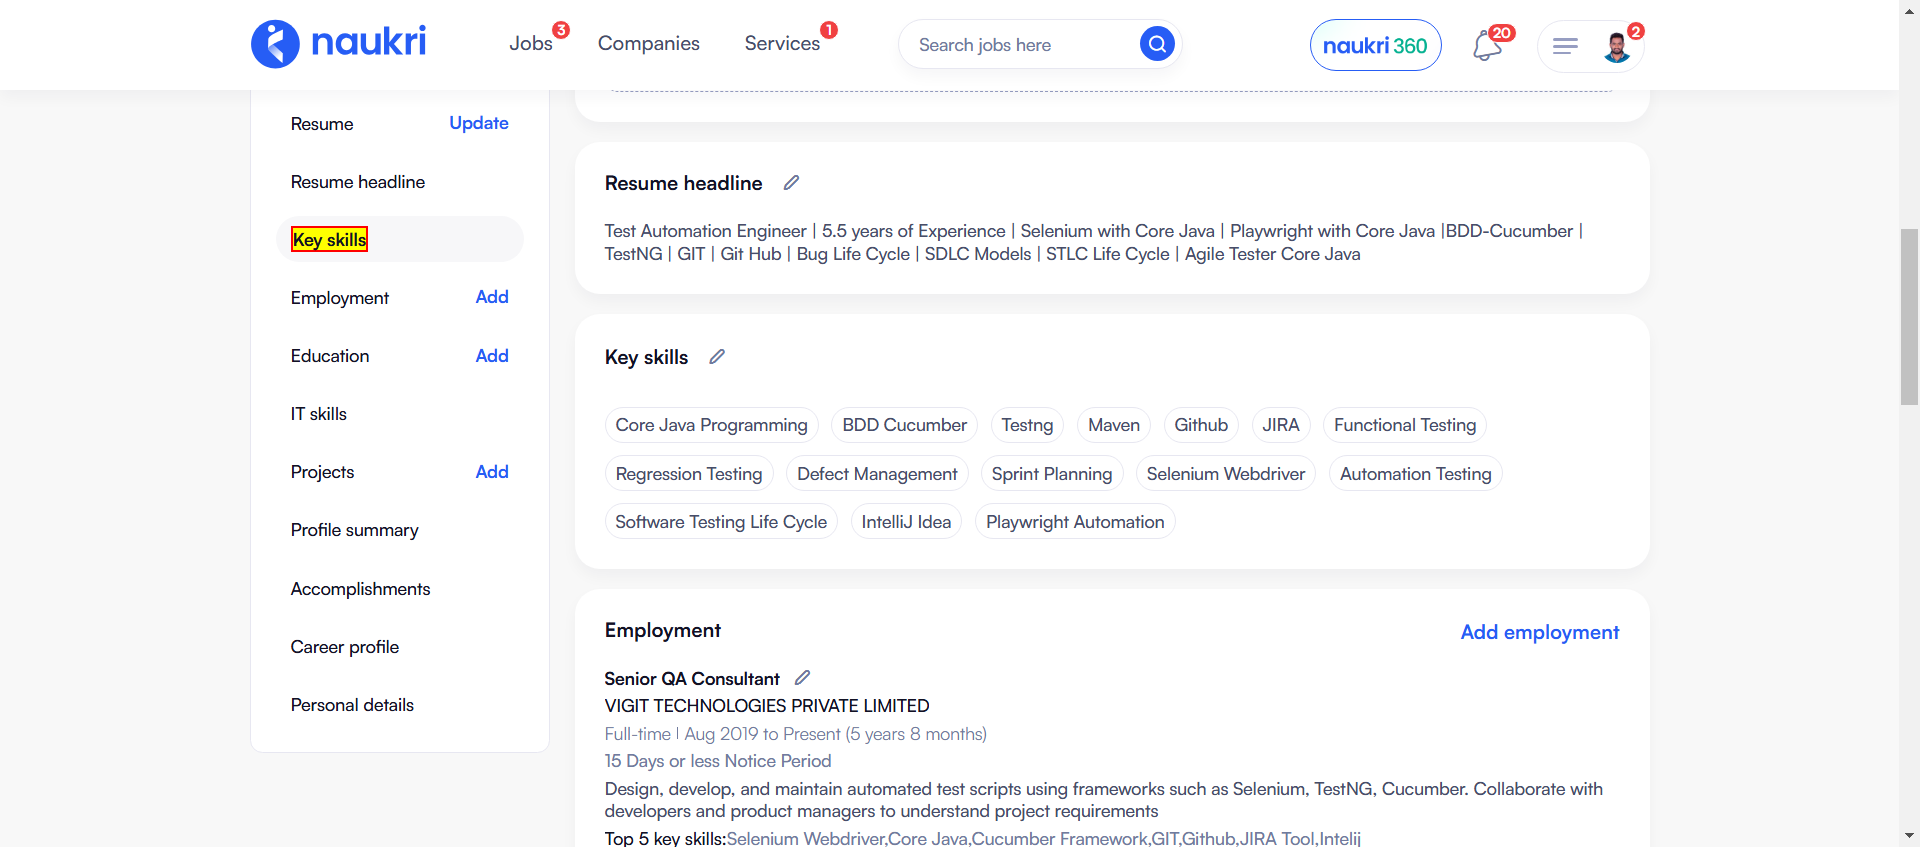 naukri
Jobs 3
Companies
Services 1
Search jobs here
naukri 360
20
2
Resume Update
Resume headline
Key skills
Employment Add
Education Add
IT skills
Projects Add
Profile summary
Accomplishments
Career profile
Personal details
Resume headline
Test Automation Engineer | 5.5 years of Experience | Selenium with Core Java | Playwright with Core Java |BDD-Cucumber |
TestNG | GIT | Git Hub | Bug Life Cycle | SDLC Models | STLC Life Cycle | Agile Tester Core Java
Key skills
Core Java Programming BDD Cucumber Testng Maven Github JIRA Functional Testing
Regression Testing Defect Management Sprint Planning Selenium Webdriver Automation Testing
Software Testing Life Cycle IntelliJ Idea Playwright Automation
Employment Add employment
Senior QA Consultant
VIGIT TECHNOLOGIES PRIVATE LIMITED
Full-time | Aug 2019 to Present (5 years 8 months)
15 Days or less Notice Period
Design, develop, and maintain automated test scripts using frameworks such as Selenium, TestNG, Cucumber. Collaborate with
developers and product managers to understand project requirements
Top 5 key skills:Selenium Webdriver,Core Java,Cucumber Framework,GIT,Github,JIRA Tool,Intelij